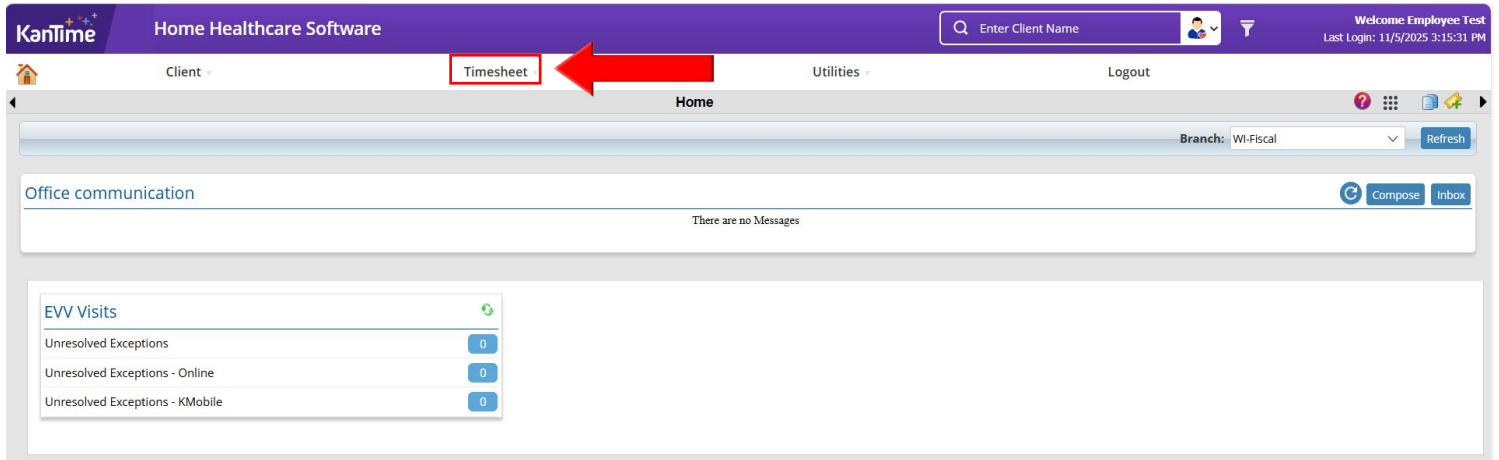 KanTime Home Healthcare Software Enter Client Name Welcome Employee Test
Last Login: 11/5/2025 3:15:31 PM
Client Timesheet Utilities Logout
Home
Branch: WI-Fiscal Refresh
Office communication Compose Inbox
There are no Messages
EVV Visits
Unresolved Exceptions 0
Unresolved Exceptions - Online 0
Unresolved Exceptions - KMobile 0